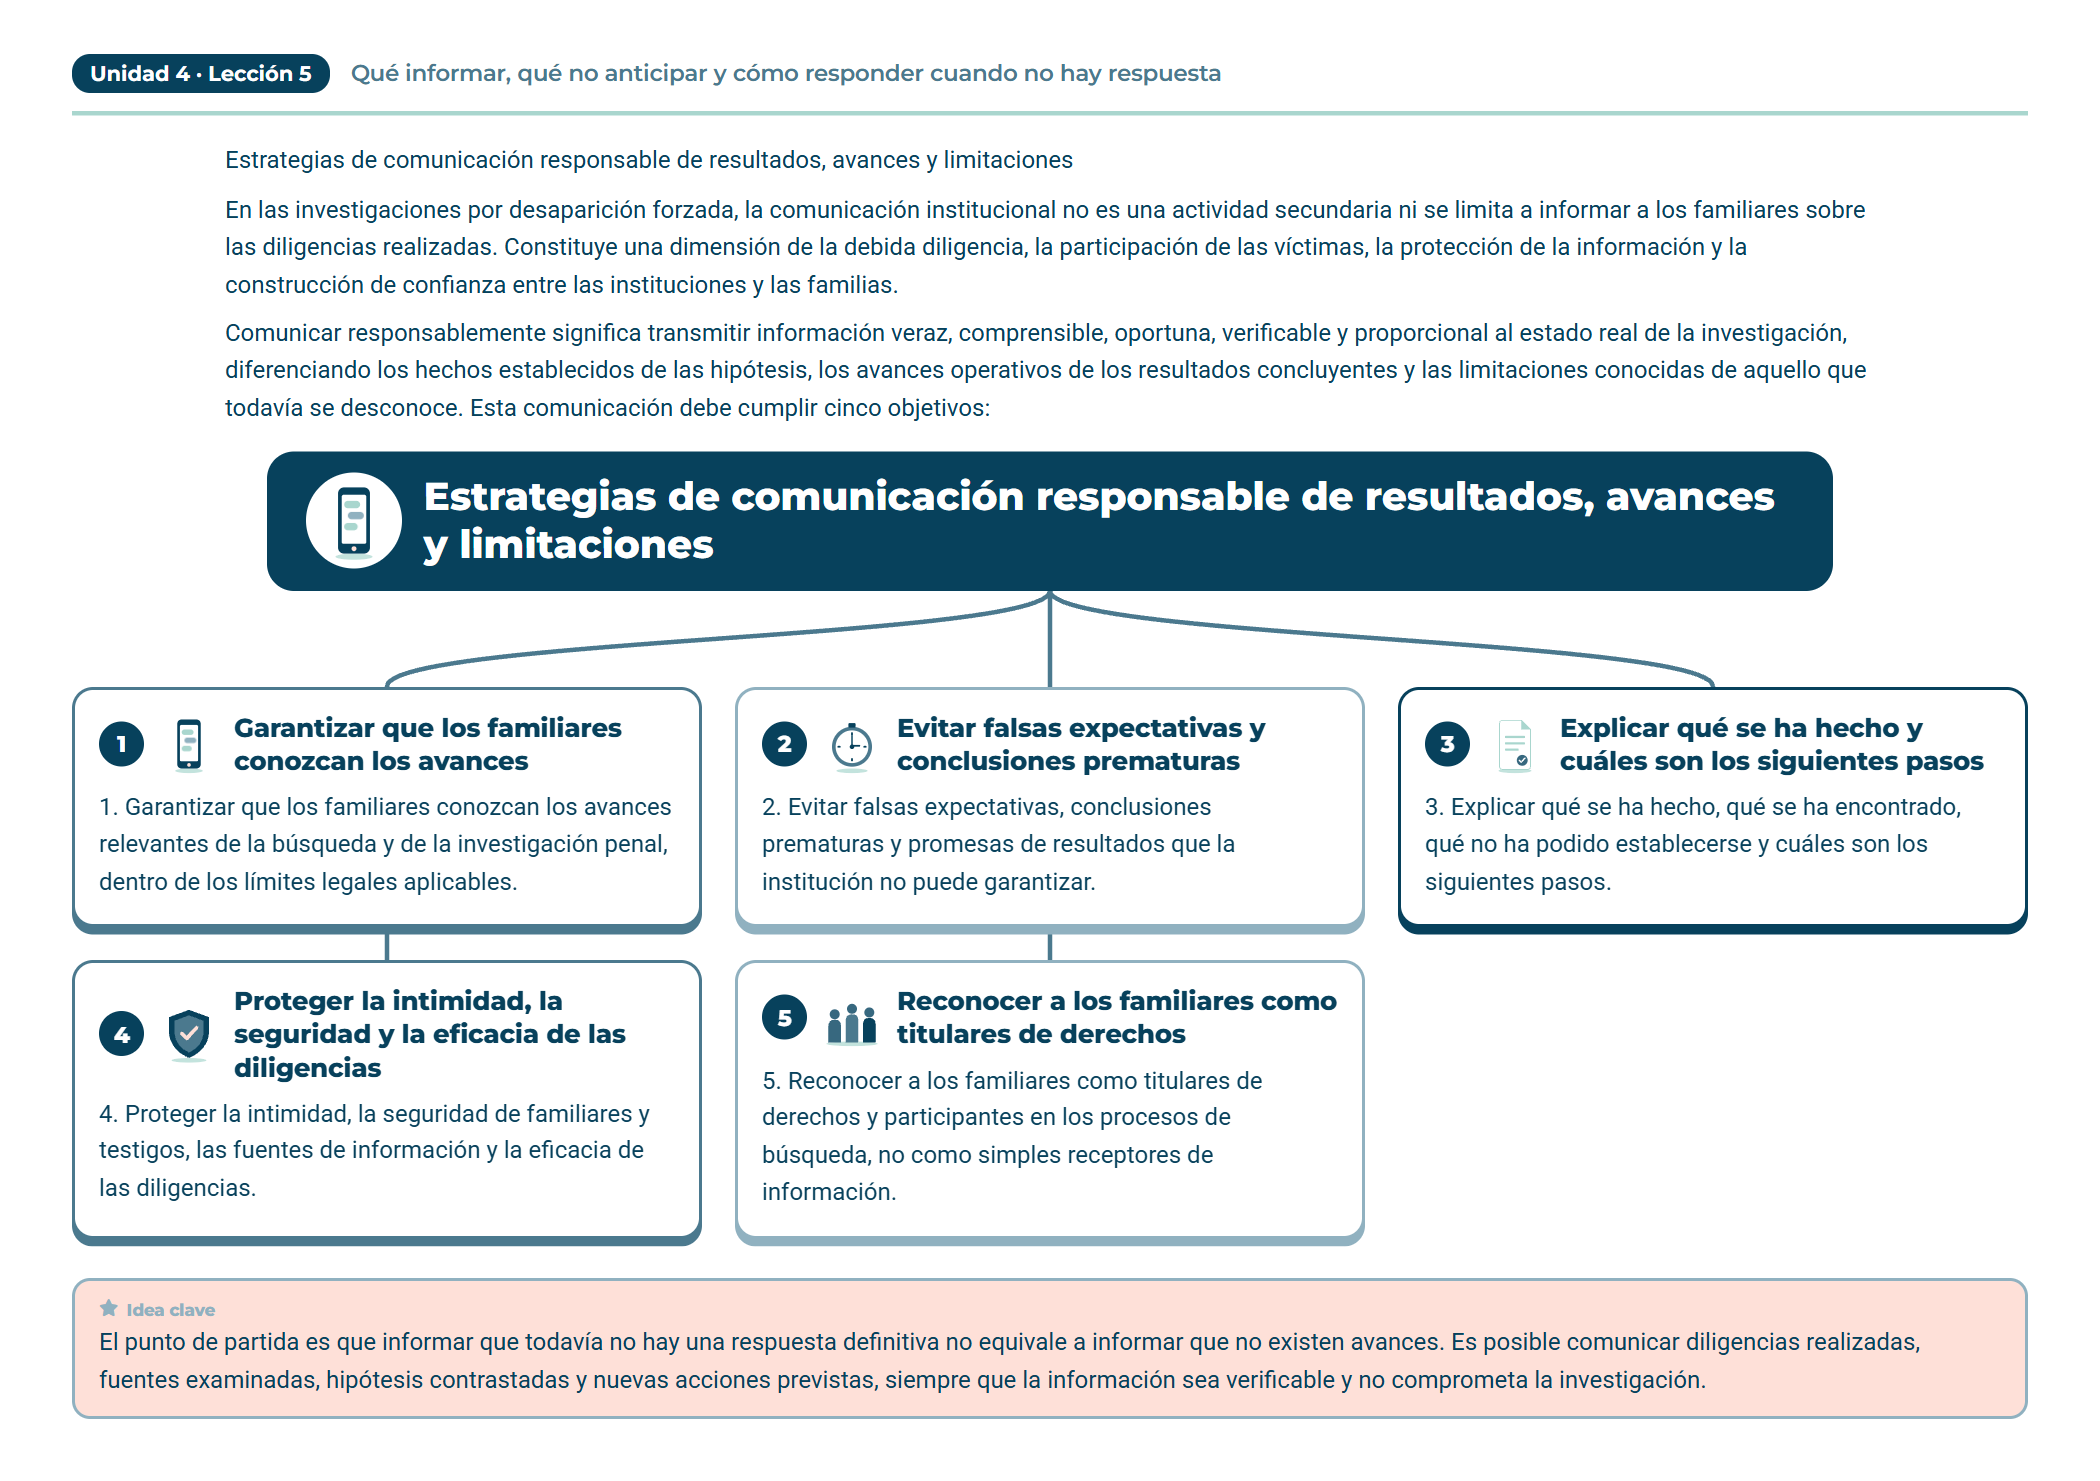 Unidad 4 · Lección 5
Qué informar, qué no anticipar y cómo responder cuando no hay respuesta
Estrategias de comunicación responsable de resultados, avances y limitaciones
En las investigaciones por desaparición forzada, la comunicación institucional no es una actividad secundaria ni se limita a informar a los familiares sobre
las diligencias realizadas. Constituye una dimensión de la debida diligencia, la participación de las víctimas, la protección de la información y la
construcción de confianza entre las instituciones y las familias.
Comunicar responsablemente significa transmitir información veraz, comprensible, oportuna, verificable y proporcional al estado real de la investigación,
diferenciando los hechos establecidos de las hipótesis, los avances operativos de los resultados concluyentes y las limitaciones conocidas de aquello que
todavía se desconoce. Esta comunicación debe cumplir cinco objetivos:
Estrategias de comunicación responsable de resultados, avances
y limitaciones
1
Garantizar que los familiares
conozcan los avances
1. Garantizar que los familiares conozcan los avances
relevantes de la búsqueda y de la investigación penal,
dentro de los límites legales aplicables.
2
Evitar falsas expectativas y
conclusiones prematuras
2. Evitar falsas expectativas, conclusiones
prematuras y promesas de resultados que la
institución no puede garantizar.
3
Explicar qué se ha hecho y
cuáles son los siguientes pasos
3. Explicar qué se ha hecho, qué se ha encontrado,
qué no ha podido establecerse y cuáles son los
siguientes pasos.
4
Proteger la intimidad, la
seguridad y la eficacia de las
diligencias
4. Proteger la intimidad, la seguridad de familiares y
testigos, las fuentes de información y la eficacia de
las diligencias.
5
Reconocer a los familiares como
titulares de derechos
5. Reconocer a los familiares como titulares de
derechos y participantes en los procesos de
búsqueda, no como simples receptores de
información.
Idea clave
El punto de partida es que informar que todavía no hay una respuesta definitiva no equivale a informar que no existen avances. Es posible comunicar diligencias realizadas,
fuentes examinadas, hipótesis contrastadas y nuevas acciones previstas, siempre que la información sea verificable y no comprometa la investigación.